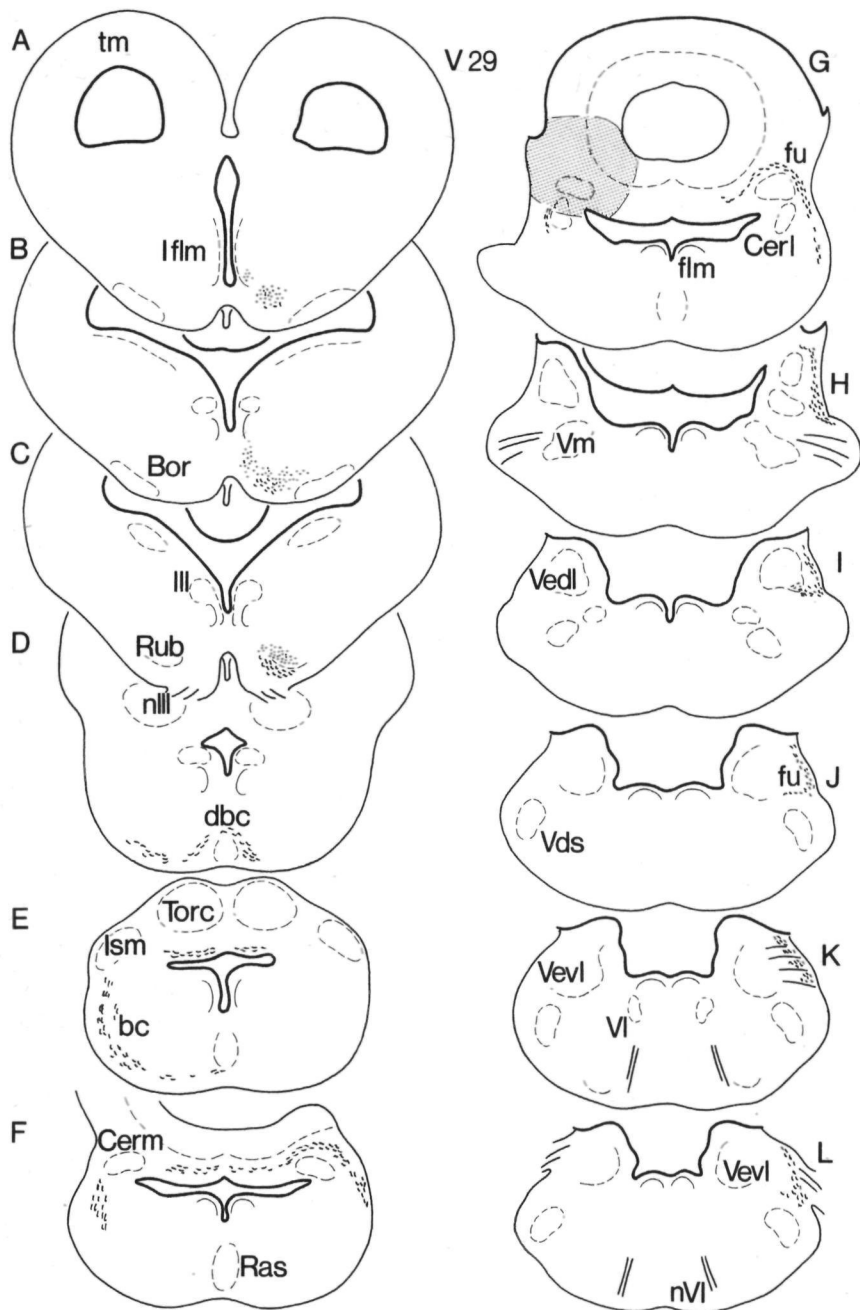 A
tm
V 29
I flm
B
C
Bor
III
D
Rub
nIII
dbc
E
Torc
Ism
bc
F
Cerm
Ras
G
fu
Cerl
flm
H
Vm
Vedl
I
fu
J
Vds
K
Vevl
VI
L
Vevl
nVI